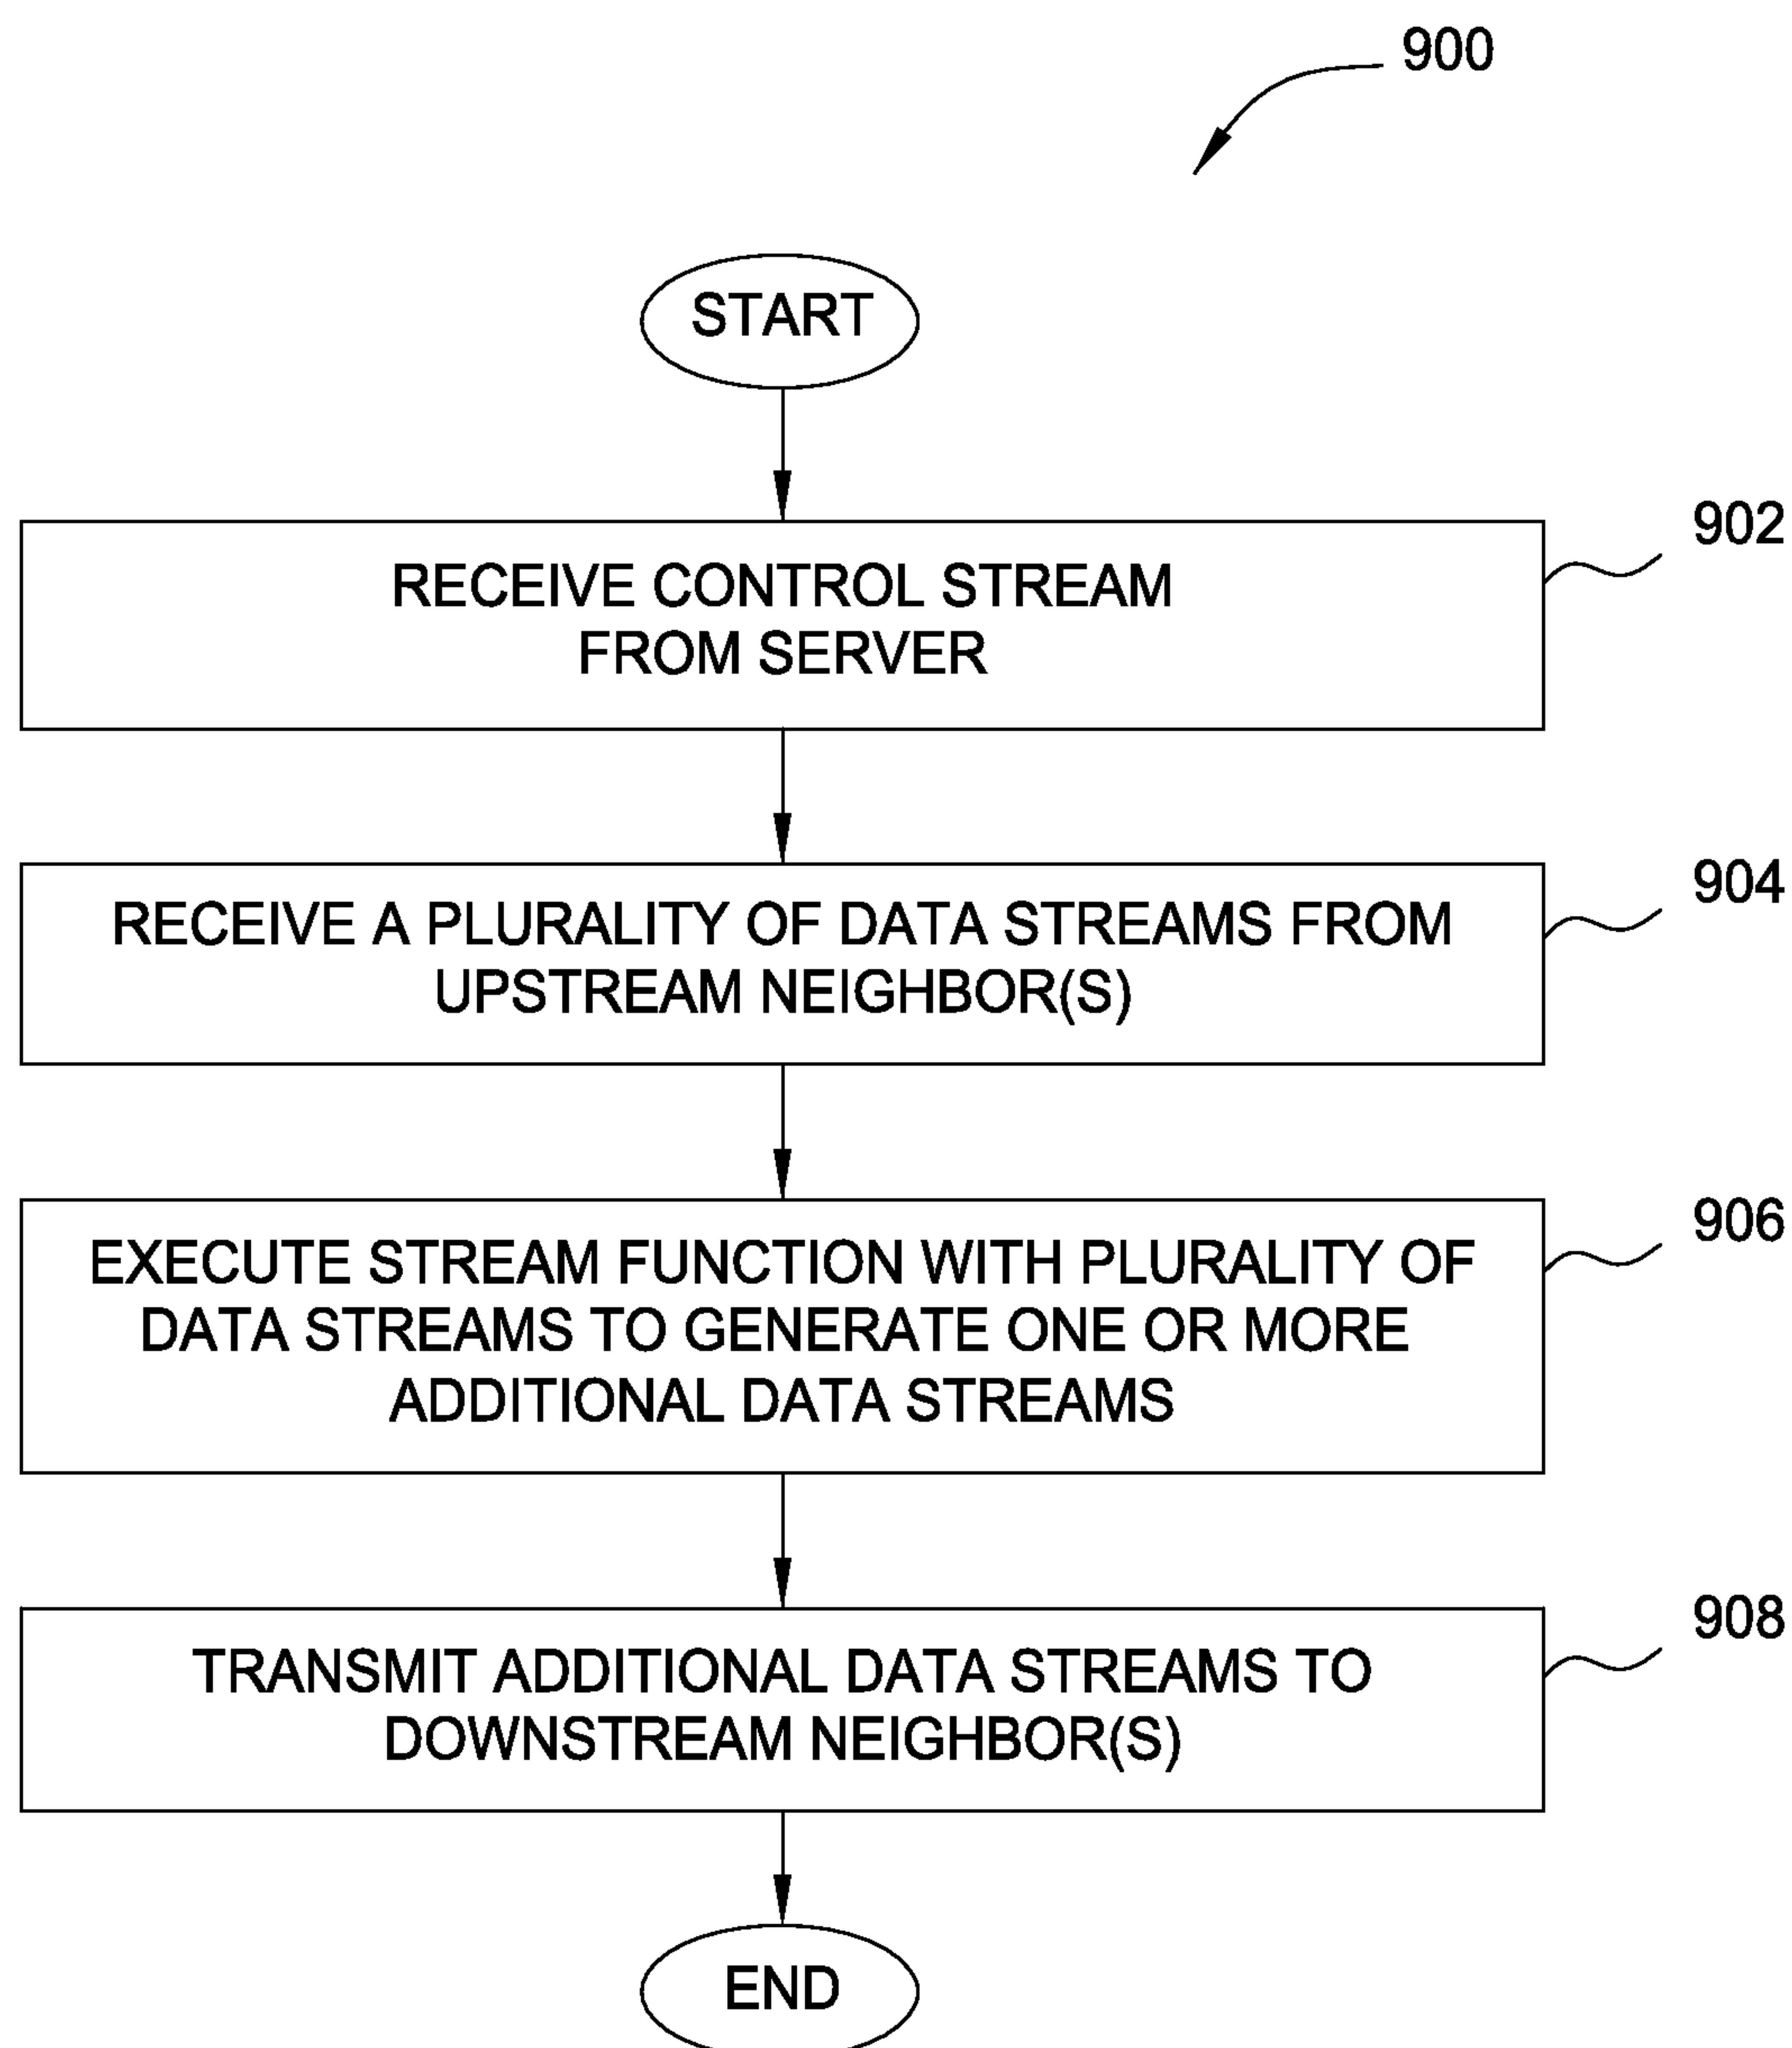 900
START
902
RECEIVE CONTROL STREAM
FROM SERVER
904
RECEIVE A PLURALITY OF DATA STREAMS FROM
UPSTREAM NEIGHBOR(S)
906
EXECUTE STREAM FUNCTION WITH PLURALITY OF
DATA STREAMS TO GENERATE ONE OR MORE
ADDITIONAL DATA STREAMS
908
TRANSMIT ADDITIONAL DATA STREAMS TO
DOWNSTREAM NEIGHBOR(S)
END